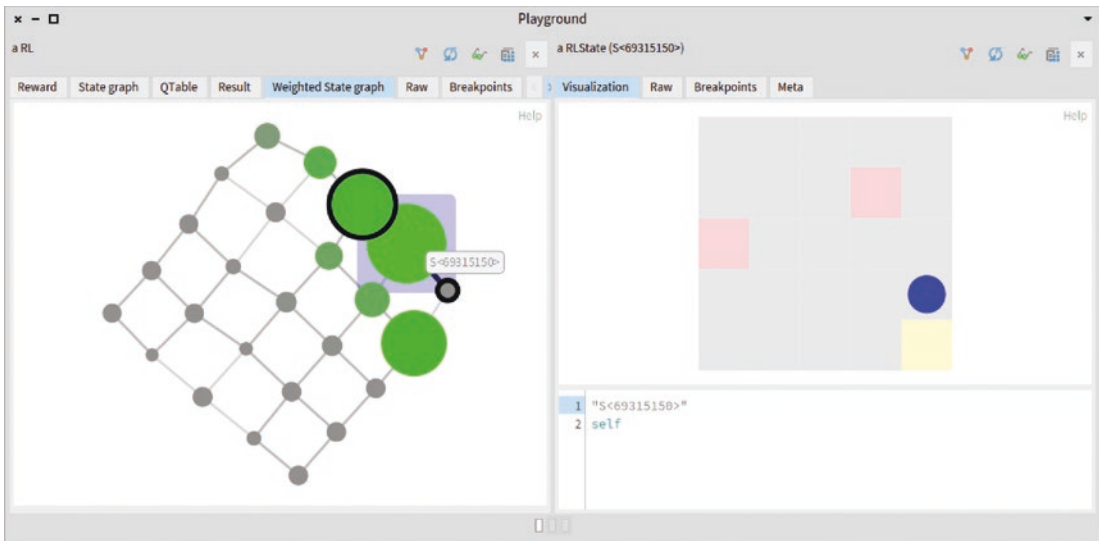 Playground
a RL
Reward State graph QTable Result Weighted State graph Raw Breakpoints
Help
S<69315150>
a RLState (S<69315150>)
Visualization Raw Breakpoints Meta
Help
1 "S<69315150>"
2 self